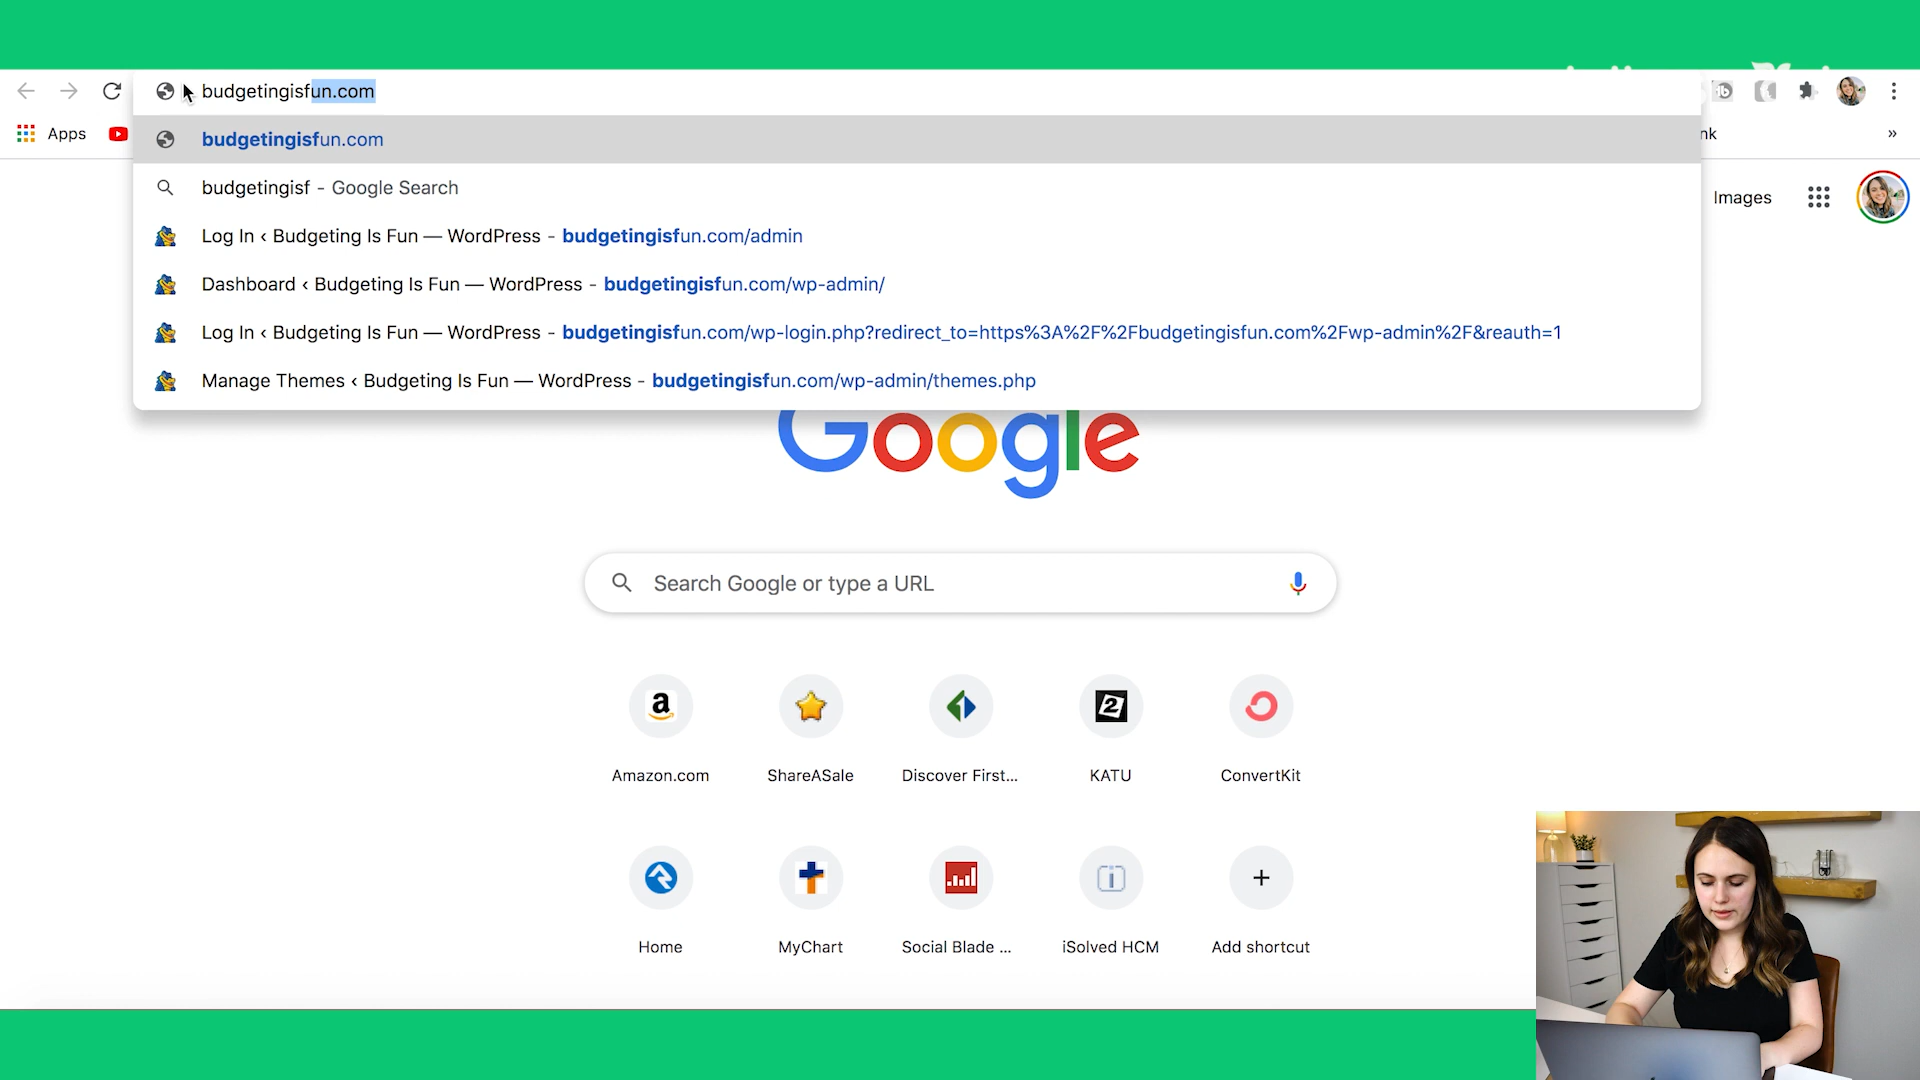 budgetingisfun.com
Apps
nk
»
budgetingisfun.com
budgetingisf - Google Search
Log In ‹ Budgeting Is Fun — WordPress - budgetingisfun.com/admin
Images
Dashboard ‹ Budgeting Is Fun — WordPress - budgetingisfun.com/wp-admin/
Log In ‹ Budgeting Is Fun — WordPress - budgetingisfun.com/wp-login.php?redirect_to=https%3A%2F%2Fbudgetingisfun.com%2Fwp-admin%2F&reauth=1
Manage Themes ‹ Budgeting Is Fun — WordPress - budgetingisfun.com/wp-admin/themes.php
Google
Search Google or type a URL
Amazon.com
ShareASale
Discover First...
KATU
ConvertKit
Home
MyChart
Social Blade ...
iSolved HCM
Add shortcut